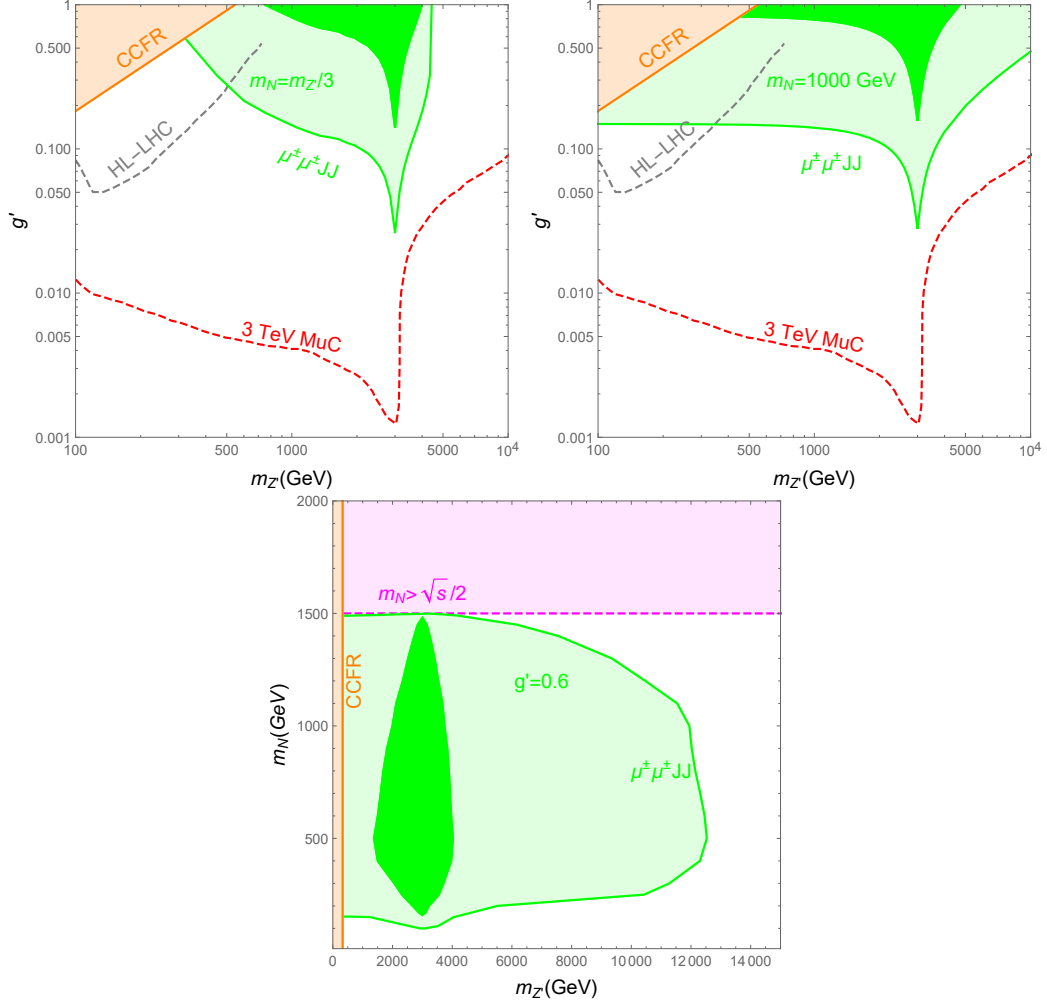 1
0.500
0.100
0.050
0.010
0.005
0.001
g'
CCFR
HL-LHC
m_N=m_Z'/3
μ±μ±JJ
3 TeV MuC
100
500
1000
5000
10⁴
m_Z'(GeV)
1
0.500
0.100
0.050
0.010
0.005
0.001
g'
CCFR
HL-LHC
m_N=1000 GeV
μ±μ±JJ
3 TeV MuC
100
500
1000
5000
10⁴
m_Z'(GeV)
2000
1500
1000
500
m_N(GeV)
m_N>√s/2
CCFR
g'=0.6
μ±μ±JJ
0
2000
4000
6000
8000
10000
12000
14000
m_Z'(GeV)